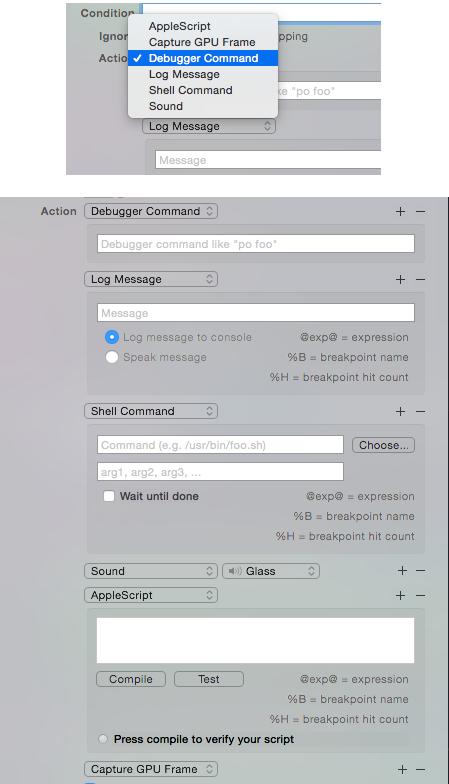 Condition
AppleScript
Ignor
Capture GPU Frame
pping
Actio
✓ Debugger Command
Log Message
Shell Command
ke "po foo"
Sound
Log Message
Message
Action Debugger Command + −
Debugger command like "po foo"
Log Message + −
Message
Log message to console @exp@ = expression
Speak message %B = breakpoint name
%H = breakpoint hit count
Shell Command + −
Command (e.g. /usr/bin/foo.sh) Choose...
arg1, arg2, arg3, ...
Wait until done @exp@ = expression
%B = breakpoint name
%H = breakpoint hit count
Sound Glass + −
AppleScript + −
Compile Test @exp@ = expression
%B = breakpoint name
%H = breakpoint hit count
Press compile to verify your script
Capture GPU Frame + −